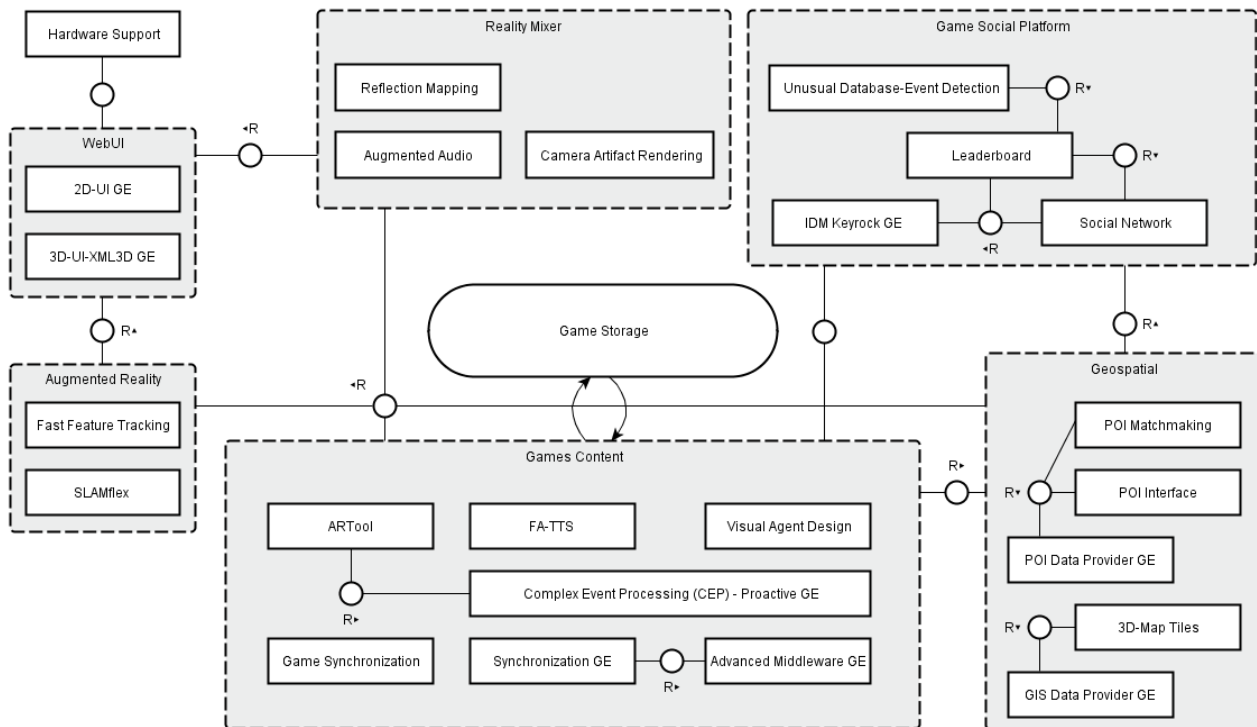 Hardware Support
Reality Mixer
Game Social Platform
Reflection Mapping
Unusual Database-Event Detection
R▾
◂R
WebUI
Augmented Audio
Camera Artifact Rendering
Leaderboard
R▾
2D-UI GE
IDM Keyrock GE
Social Network
◂R
3D-UI-XML3D GE
R▴
Game Storage
R▴
Augmented Reality
◂R
Geospatial
Fast Feature Tracking
POI Matchmaking
Games Content
R▸
SLAMflex
R▾
POI Interface
ARTool
FA-TTS
Visual Agent Design
POI Data Provider GE
Complex Event Processing (CEP) - Proactive GE
R▸
R▾
3D-Map Tiles
Game Synchronization
Synchronization GE
R▸
Advanced Middleware GE
GIS Data Provider GE